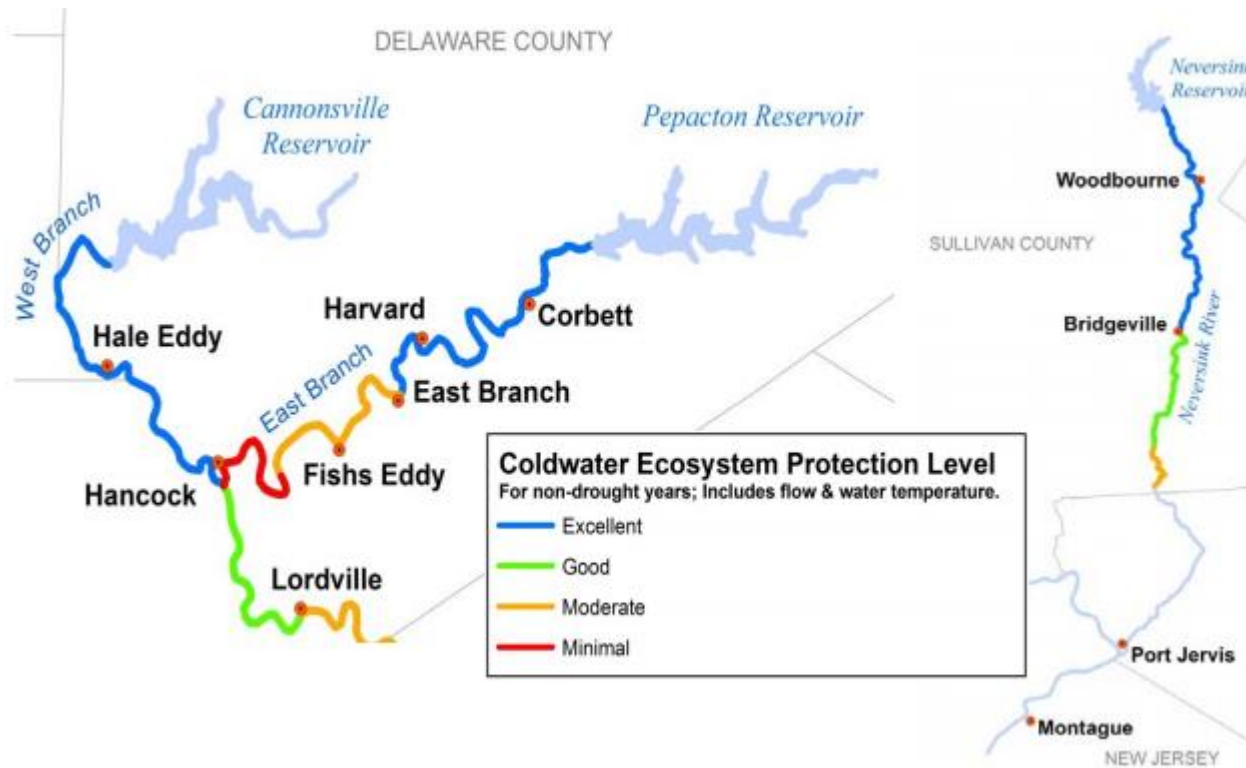 DELAWARE COUNTY
Cannonsville
Reservoir
Pepacton Reservoir
West Branch
Hale Eddy
Harvard
Corbett
East Branch
East Branch
Fishs Eddy
Hancock
Lordville
Coldwater Ecosystem Protection Level
For non-drought years; Includes flow & water temperature.
Excellent
Good
Moderate
Minimal
Neversink
Reservoir
Woodbourne
SULLIVAN COUNTY
Bridgeville
Neversink River
Port Jervis
Montague
NEW JERSEY